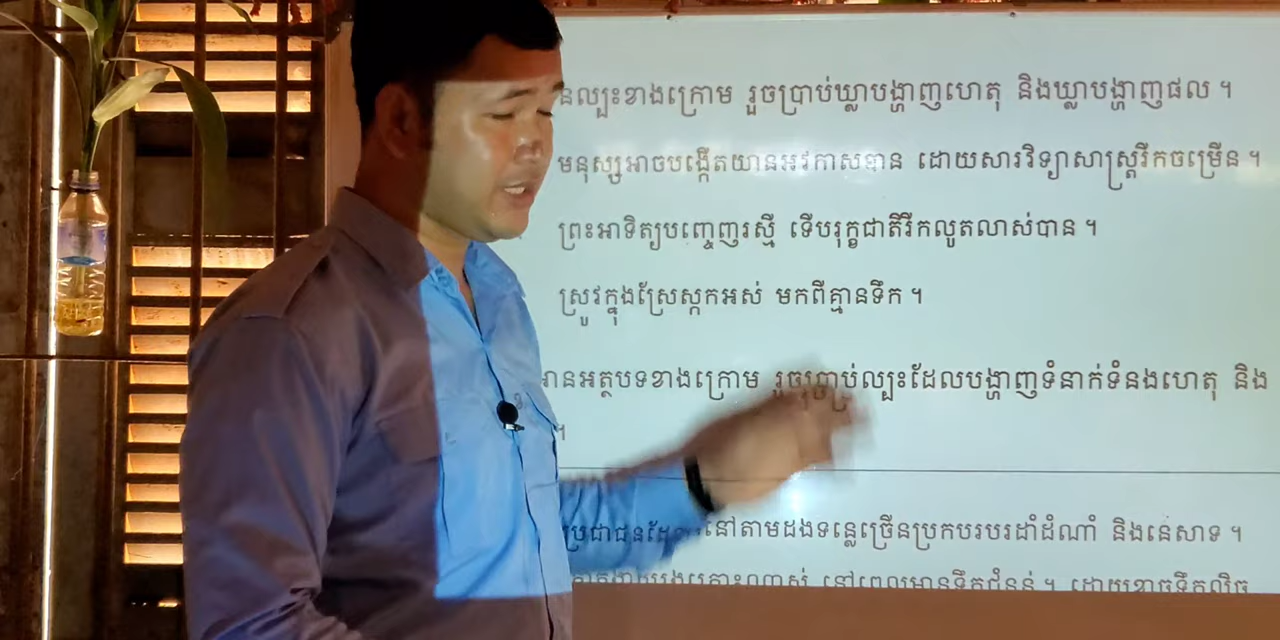 ល្បះខាងក្រោម រួចប្រាប់ឃ្លាបង្ហាញហេតុ និងឃ្លាបង្ហាញផល ។
មនុស្សអាចបង្កើតយានអវកាសបាន ដោយសារវិទ្យាសាស្ត្ររីកចម្រើន ។
ព្រះអាទិត្យបញ្ចេញរស្មី ទើបរុក្ខជាតិរីកលូតលាស់បាន ។
ស្រូវក្នុងស្រែស្កកអស់ មកពីគ្មានទឹក ។
អត្ថបទខាងក្រោម រួចប្រាប់ល្បះដែលបង្ហាញទំនាក់ទំនងហេតុ និង
។
ប្រជាជនដែល នៅតាមដងទន្លេច្រើនប្រកបរបរដាំដំណាំ និងនេសាទ ។